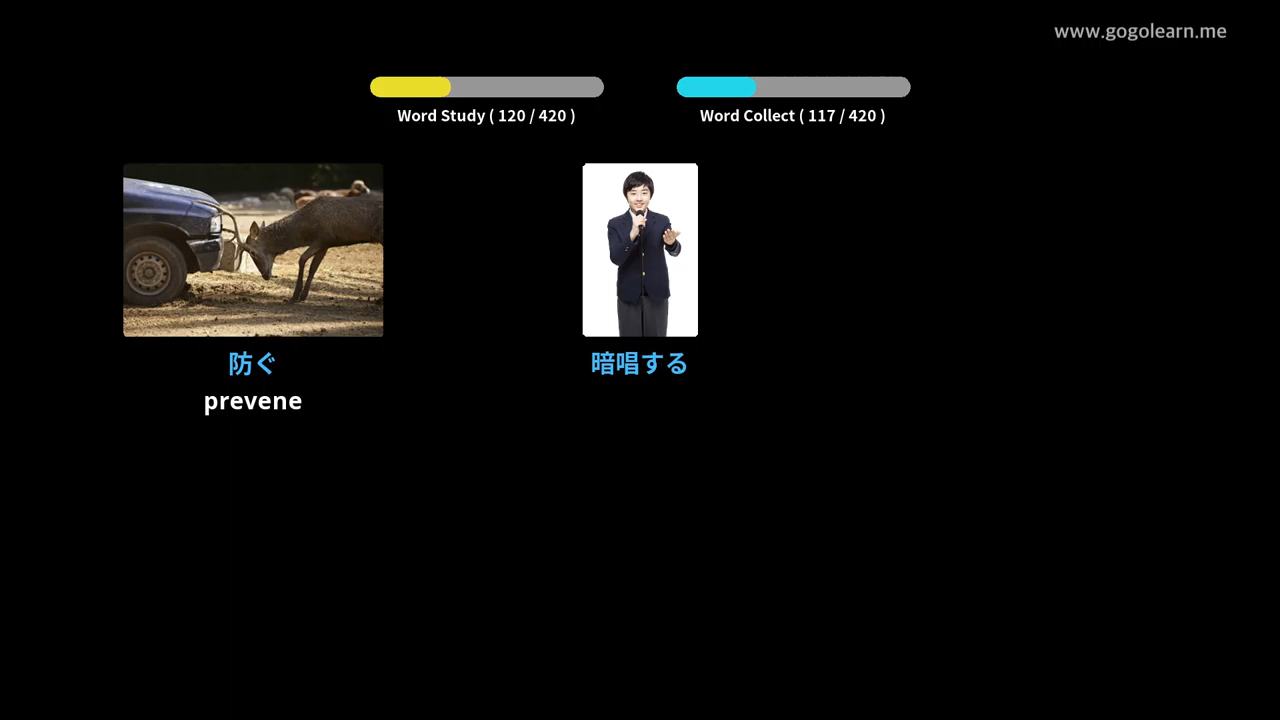 www.gogolearn.me
Word Study ( 120 / 420 )
Word Collect ( 117 / 420 )
防ぐ
暗唱する
prevene